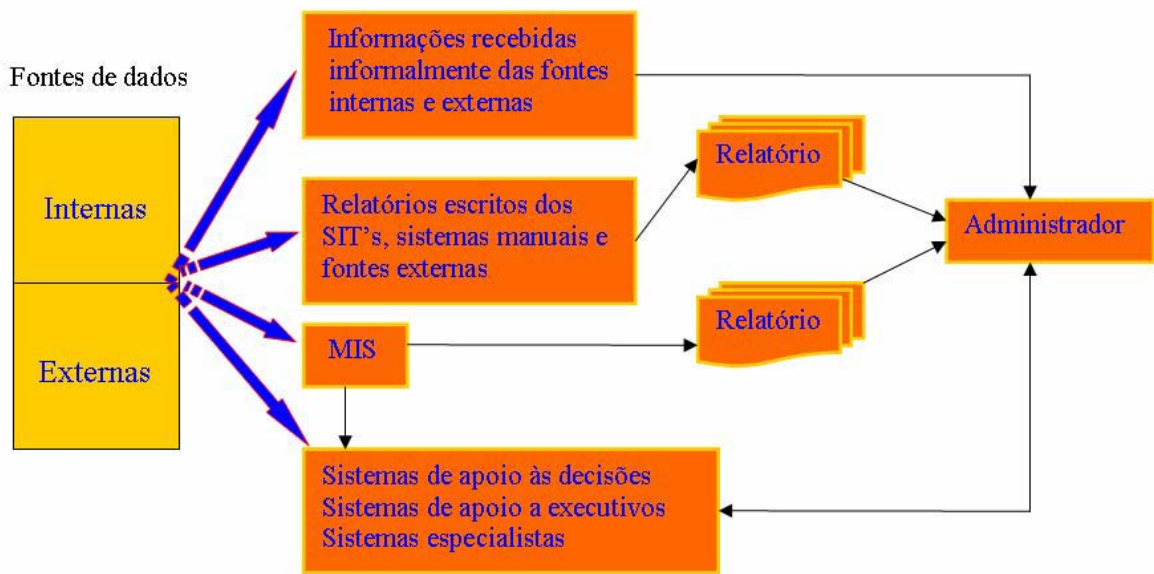 Fontes de dados
Internas
Externas
Informações recebidas
informalmente das fontes
internas e externas
Relatórios escritos dos
SIT’s, sistemas manuais e
fontes externas
MIS
Sistemas de apoio às decisões
Sistemas de apoio a executivos
Sistemas especialistas
Relatório
Relatório
Administrador